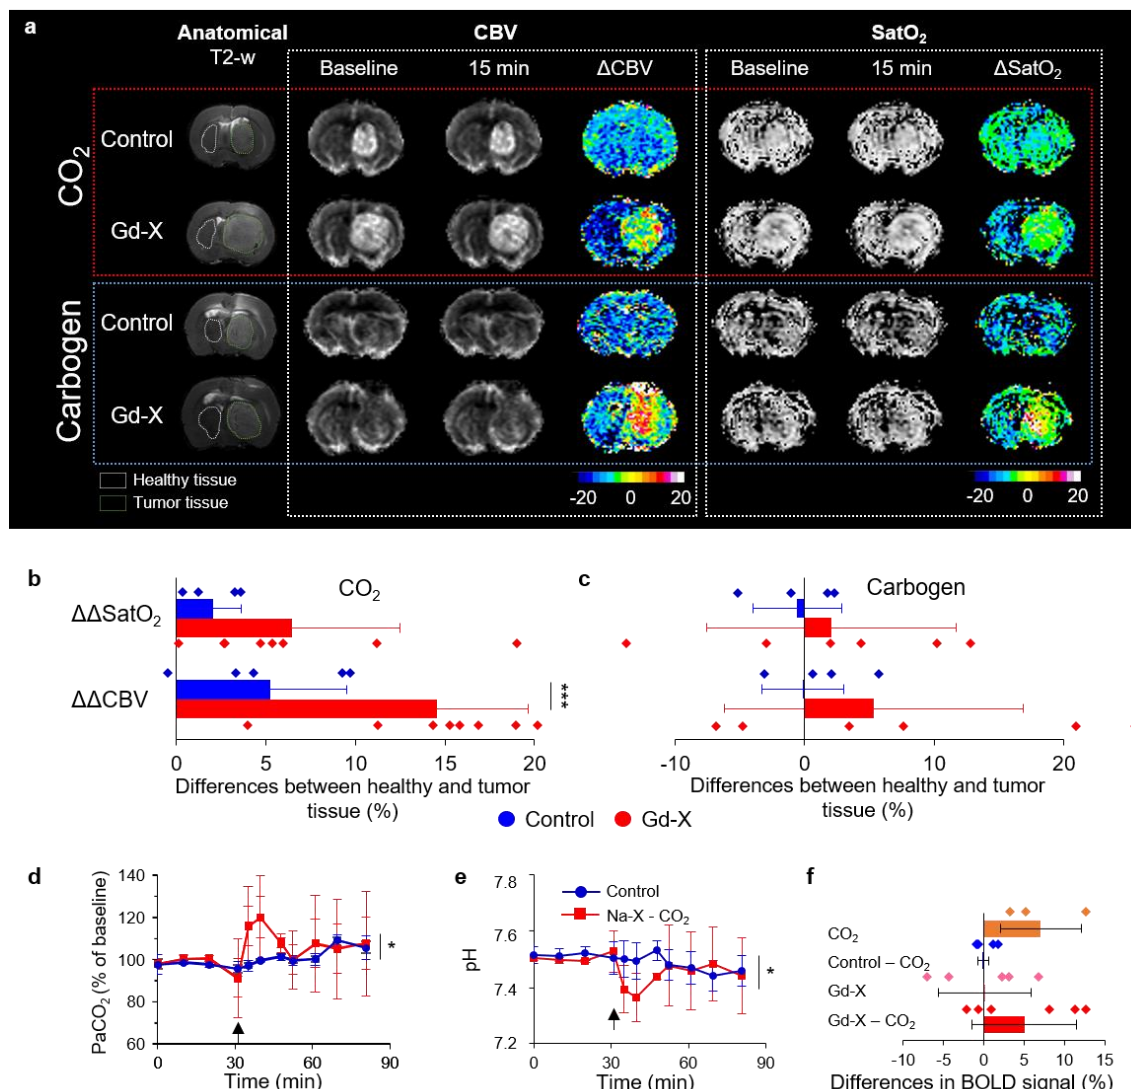 a
Anatomical
T2-w
CBV
SatO₂
Baseline
15 min
ΔCBV
Baseline
15 min
ΔSatO₂
CO₂
Control
Gd-X
Carbogen
Control
Gd-X
Healthy tissue
Tumor tissue
-20 0 20
-20 0 20
b
CO₂
ΔΔSatO₂
ΔΔCBV
***
0 5 10 15 20
Differences between healthy and tumor
tissue (%)
c
Carbogen
-10 0 10 20
Differences between healthy and tumor
tissue (%)
Control Gd-X
d
PaCO₂ (% of baseline)
140
120
100
80
60
*
0 30 60 90
Time (min)
e
pH
7.8
7.6
7.4
7.2
Control
Na-X - CO₂
*
0 30 60 90
Time (min)
f
CO₂
Control – CO₂
Gd-X
Gd-X – CO₂
-10 -5 0 5 10 15
Differences in BOLD signal (%)